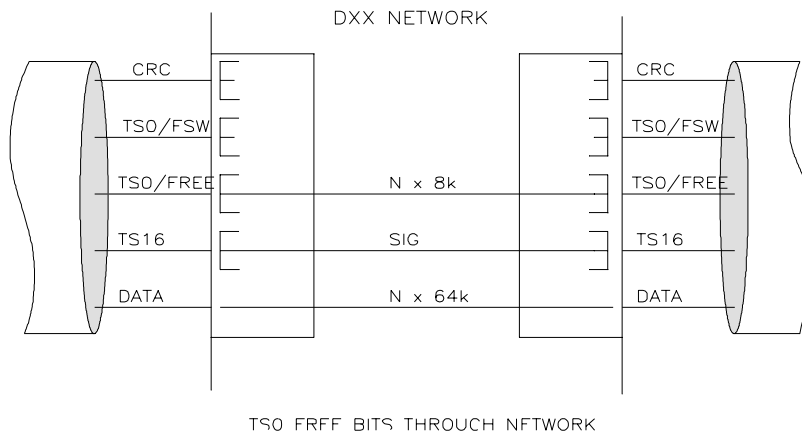 DXX NETWORK
CRC CRC
TS0/FSW TS0/FSW
TS0/FREE N x 8k TS0/FREE
TS16 SIG TS16
DATA N x 64k DATA
TS0 FREE BITS THROUGH NETWORK